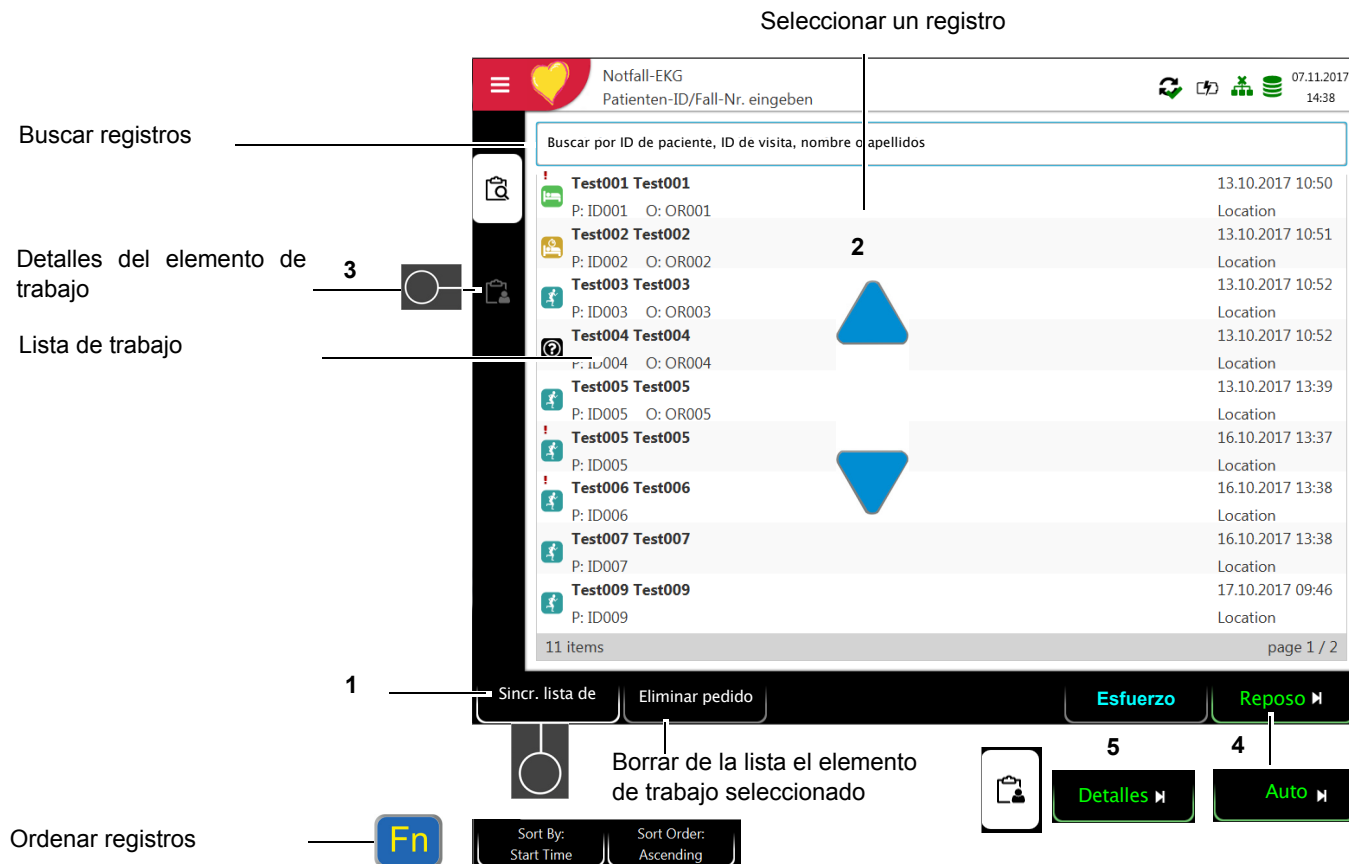 Seleccionar un registro
Notfall-EKG
Patienten-ID/Fall-Nr. eingeben
07.11.2017
14:38
Buscar registros
Buscar por ID de paciente, ID de visita, nombre o apellidos
Test001 Test001 13.10.2017 10:50
P: ID001 O: OR001 Location
Test002 Test002 13.10.2017 10:51
2
P: ID002 O: OR002 Location
Detalles del elemento de
trabajo
3
Test003 Test003 13.10.2017 10:52
P: ID003 O: OR003 Location
Lista de trabajo
Test004 Test004 13.10.2017 10:52
P: ID004 O: OR004 Location
Test005 Test005 13.10.2017 13:39
P: ID005 O: OR005 Location
! Test005 Test005 16.10.2017 13:37
P: ID005 Location
! Test006 Test006 16.10.2017 13:38
P: ID006 Location
Test007 Test007 16.10.2017 13:38
P: ID007 Location
Test009 Test009 17.10.2017 09:46
P: ID009 Location
11 items page 1 / 2
1
Sincr. lista de
Eliminar pedido
Esfuerzo
Reposo
Borrar de la lista el elemento
de trabajo seleccionado
5
4
Detalles
Auto
Ordenar registros
Fn
Sort By:
Start Time
Sort Order:
Ascending